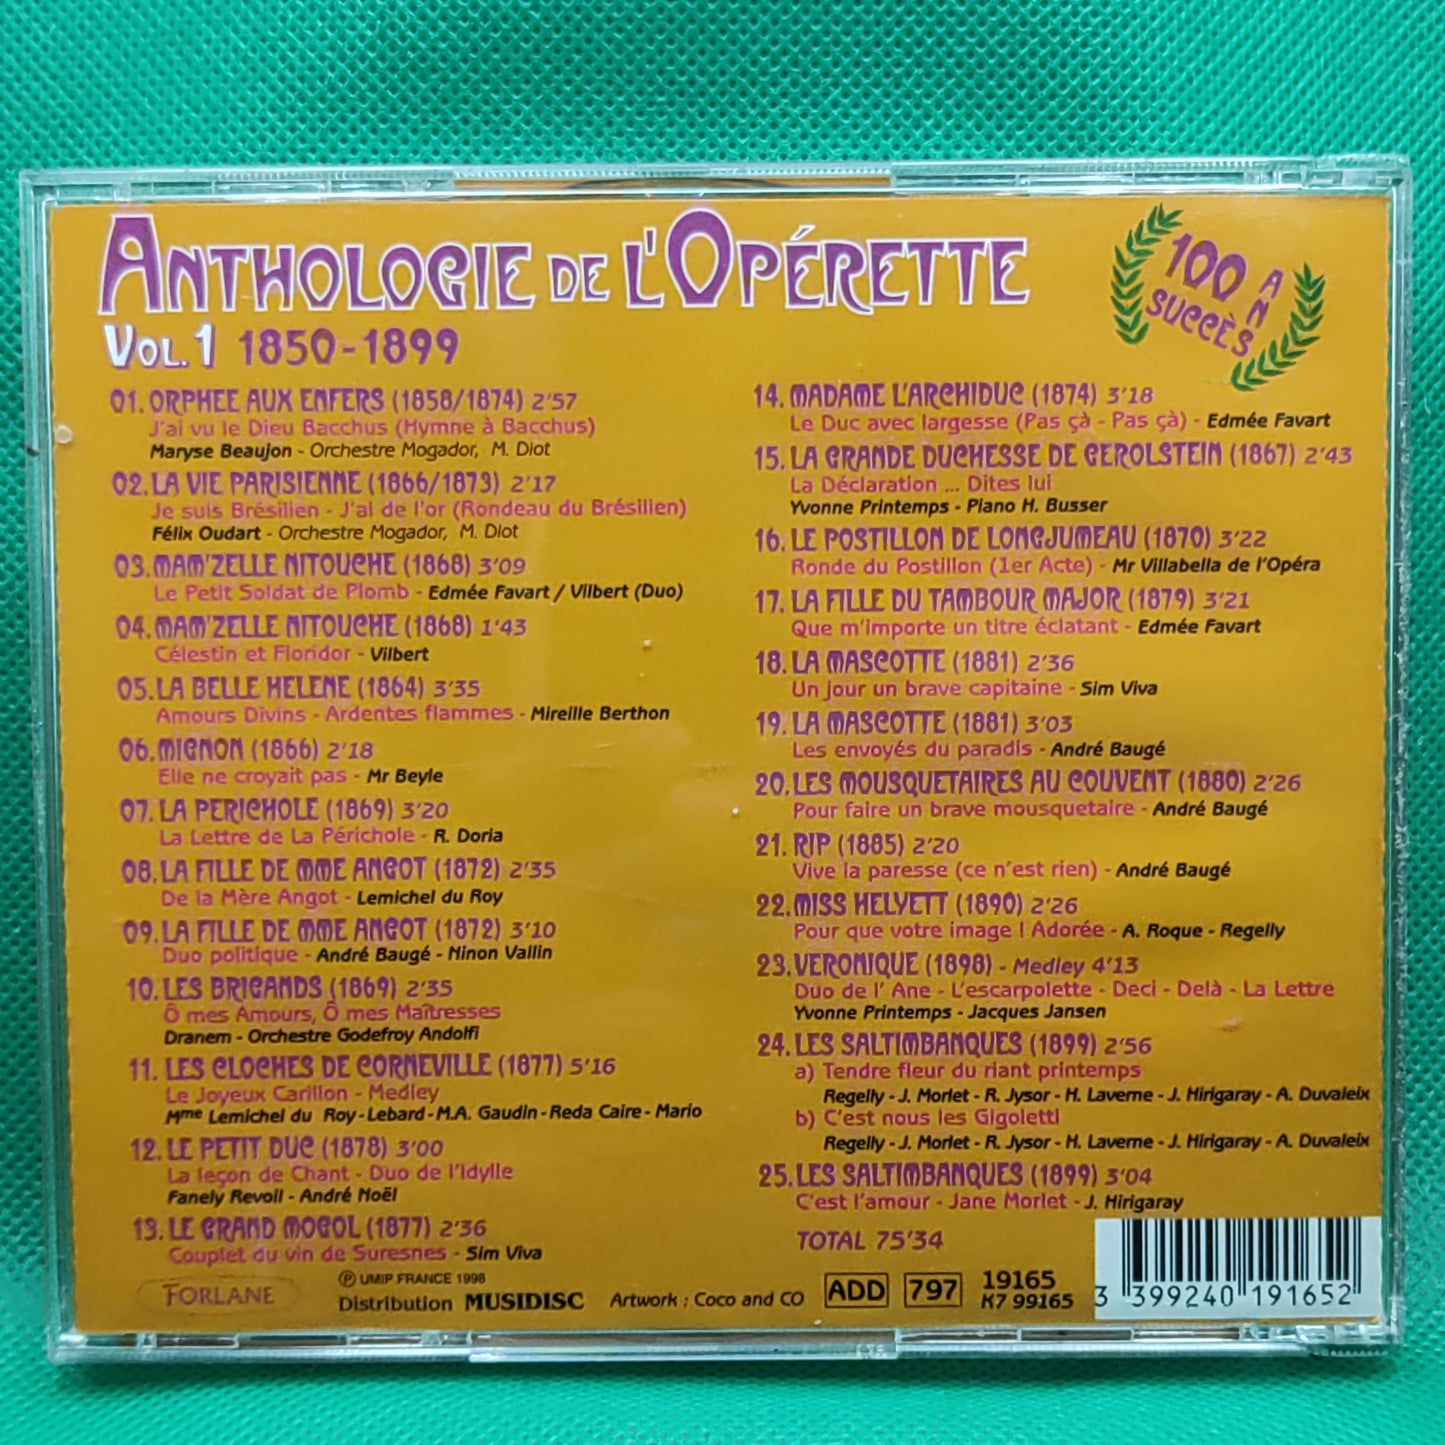 ANTHOLOGIE DE L'OPÉRETTE
VOL. 1 1850-1899
100 ANS
SUCCÈS
01. ORPHEE AUX ENFERS (1858/1874) 2'57
J'ai vu le Dieu Bacchus (Hymne à Bacchus)
Maryse Beaujon - Orchestre Mogador, M. Diot
02. LA VIE PARISIENNE (1866/1873) 2'17
Je suis Brésilien - J'ai de l'or (Rondeau du Brésilien)
Félix Oudart - Orchestre Mogador, M. Diot
03. MAM'ZELLE NITOUCHE (1868) 3'09
Le Petit Soldat de Plomb - Edmée Favart / Vilbert (Duo)
04. MAM'ZELLE NITOUCHE (1868) 1'43
Célestin et Floridor - Vilbert
05. LA BELLE HELENE (1864) 3'35
Amours Divins - Ardentes flammes - Mireille Berthon
06. MIGNON (1866) 2'18
Elle ne croyait pas - Mr Beyle
07. LA PERICHOLE (1869) 3'20
La Lettre de La Périchole - R. Doria
08. LA FILLE DE MME ANGOT (1872) 2'35
De la Mère Angot - Lemichel du Roy
09. LA FILLE DE MME ANGOT (1872) 3'10
Duo politique - André Baugé - Ninon Vallin
10. LES BRIGANDS (1869) 2'35
Ô mes Amours, Ô mes Maîtresses
Dranem - Orchestre Godefroy Andolfi
11. LES CLOCHES DE CORNEVILLE (1877) 5'16
Le Joyeux Carillon - Medley
Mme Lemichel du Roy - Lebard - M.A. Gaudin - Reda Caire - Mario
12. LE PETIT DUC (1878) 3'00
La leçon de Chant - Duo de l'Idylle
Fanely Revoil - André Noël
13. LE GRAND MOGOL (1877) 2'36
Couplet du vin de Suresnes - Sim Viva
14. MADAME L'ARCHIDUC (1874) 3'18
Le Duc avec largesse (Pas çà - Pas çà) - Edmée Favart
15. LA GRANDE DUCHESSE DE GEROLSTEIN (1867) 2'43
La Déclaration ... Dites lui
Yvonne Printemps - Piano H. Busser
16. LE POSTILLON DE LONGJUMEAU (1870) 3'22
Ronde du Postillon (1er Acte) - Mr Villabella de l'Opéra
17. LA FILLE DU TAMBOUR MAJOR (1879) 3'21
Que m'importe un titre éclatant - Edmée Favart
18. LA MASCOTTE (1881) 2'36
Un jour un brave capitaine - Sim Viva
19. LA MASCOTTE (1881) 3'03
Les envoyés du paradis - André Baugé
20. LES MOUSQUETAIRES AU COUVENT (1880) 2'26
Pour faire un brave mousquetaire - André Baugé
21. RIP (1885) 2'20
Vive la paresse (ce n'est rien) - André Baugé
22. MISS HELYETT (1890) 2'26
Pour que votre image l Adorée - A. Roque - Regelly
23. VERONIQUE (1898) - Medley 4'13
Duo de l' Ane - L'escarpolette - Deci - Delà - La Lettre
Yvonne Printemps - Jacques Jansen
24. LES SALTIMBANQUES (1899) 2'56
a) Tendre fleur du riant printemps
Regelly - J. Morlet - R. Jysor - H. Laverne - J. Hirigaray - A. Duvaleix
b) C'est nous les Gigoletti
Regelly - J. Morlet - R. Jysor - H. Laverne - J. Hirigaray - A. Duvaleix
25. LES SALTIMBANQUES (1899) 3'04
C'est l'amour - Jane Morlet - J. Hirigaray
TOTAL 75'34
FORLANE
Ⓟ UMIP FRANCE 1998
Distribution MUSIDISC
Artwork : Coco and CO
ADD
797
19165
K7 99165
3 399240 191652